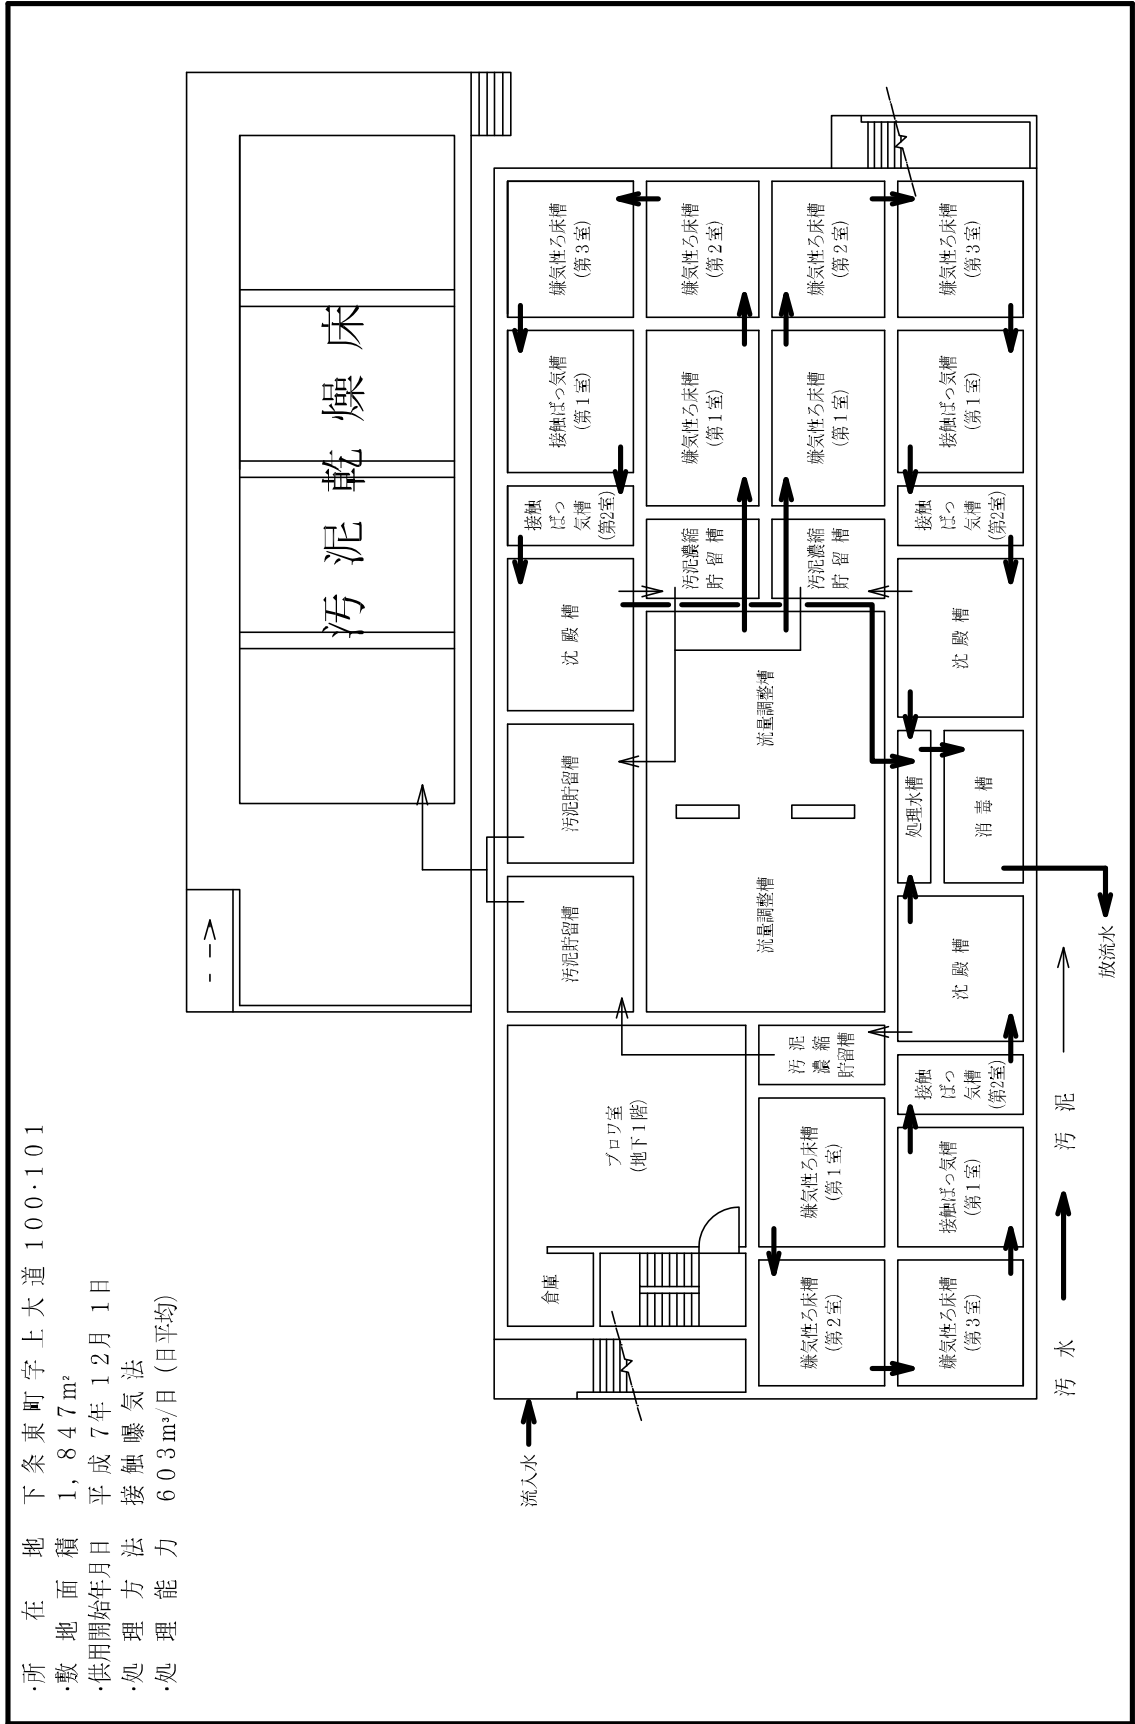 ・所在地 下条東町字上大道100・101
・敷地面積 1,847m²
・供用開始年月日 平成7年12月1日
・処理方法 接触曝気法
・処理能力 603m³/日(日平均)
汚泥乾燥床
流入水
倉庫
ブロワ室
(地下1階)
汚泥貯留槽
汚泥貯留槽
沈殿槽
接触
ばっ
気槽
(第2室)
接触ばっ気槽
(第1室)
嫌気性ろ床槽
(第3室)
汚泥濃縮
貯留槽
嫌気性ろ床槽
(第1室)
嫌気性ろ床槽
(第2室)
流量調整槽
流量調整槽
汚泥濃縮
貯留槽
嫌気性ろ床槽
(第1室)
嫌気性ろ床槽
(第2室)
嫌気性ろ床槽
(第2室)
嫌気性ろ床槽
(第1室)
汚泥
濃縮
貯留槽
嫌気性ろ床槽
(第3室)
接触ばっ気槽
(第1室)
接触
ばっ
気槽
(第2室)
沈殿槽
処理水槽
消毒槽
沈殿槽
接触
ばっ
気槽
(第2室)
接触ばっ気槽
(第1室)
嫌気性ろ床槽
(第3室)
汚水
汚泥
放流水